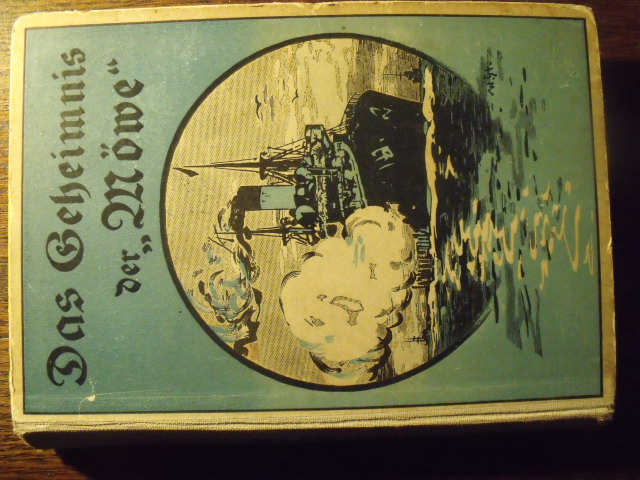 Das Geheimnis
der „Möwe“